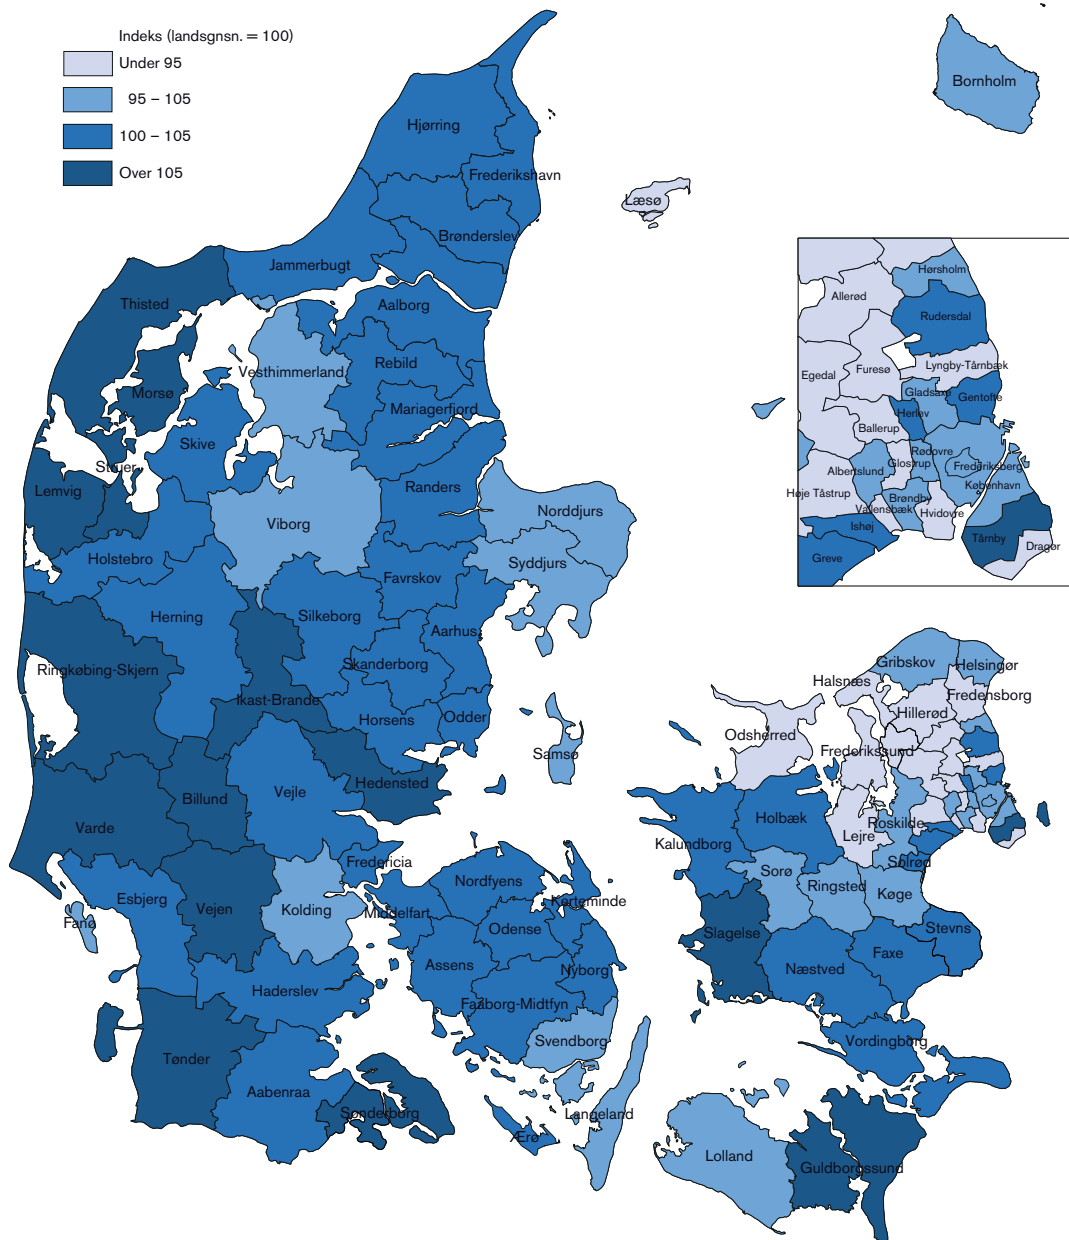 Indeks (landsgnsn. = 100)
Under 95
95 – 105
100 – 105
Over 105
Bornholm
Hjørring
Frederikshavn
Læsø
Brønderslev
Jammerbugt
Thisted
Aalborg
Rebild
Vesthimmerland
Morsø
Mariagerfjord
Skive
Struer
Lemvig
Randers
Viborg
Norddjurs
Holstebro
Syddjurs
Favrskov
Herning
Silkeborg
Aarhus
Ringkøbing-Skjern
Skanderborg
Ikast-Brande
Horsens
Odder
Samsø
Hedensted
Vejle
Billund
Varde
Fredericia
Esbjerg
Vejen
Kolding
Fanø
Middelfart
Nordfyens
Kerteminde
Odense
Assens
Nyborg
Haderslev
Faaborg-Midtfyn
Svendborg
Tønder
Aabenraa
Sønderborg
Ærø
Langeland
Hørsholm
Allerød
Rudersdal
Lyngby-Tårnbæk
Egedal
Furesø
Gladsaxe
Gentofte
Herlev
Ballerup
Rødovre
Glostrup
Frederiksberg
Albertslund
København
Høje Tåstrup
Brøndby
Vallensbæk
Hvidovre
Ishøj
Tårnby
Dragør
Greve
Gribskov
Helsingør
Halsnæs
Fredensborg
Hillerød
Odsherred
Frederikssund
Holbæk
Roskilde
Lejre
Kalundborg
Solrød
Sorø
Ringsted
Køge
Slagelse
Stevns
Faxe
Næstved
Vordingborg
Lolland
Guldborgssund